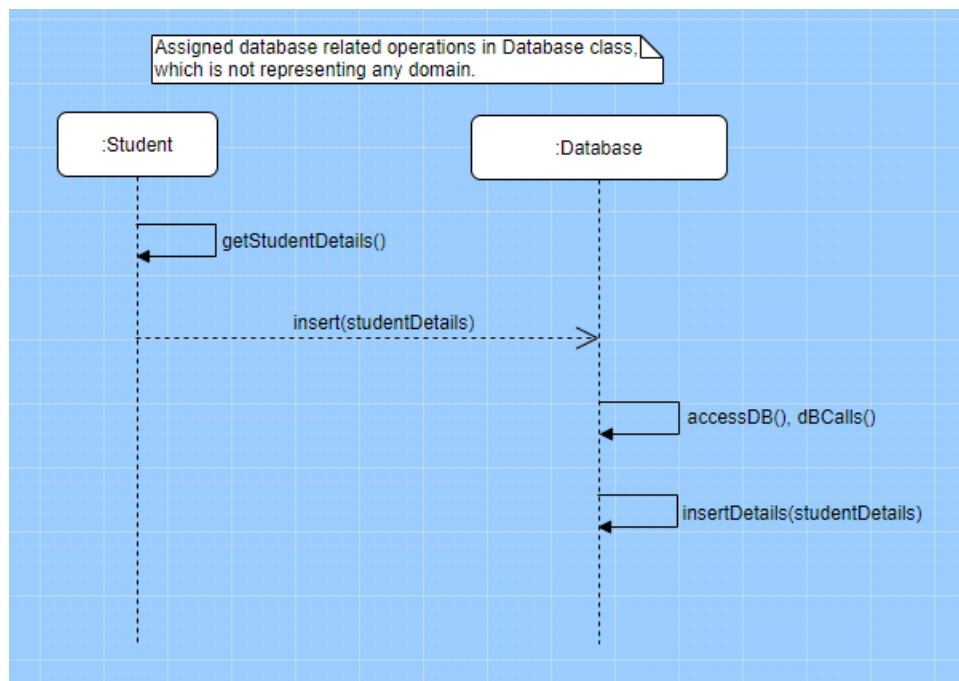 Assigned database related operations in Database class,
which is not representing any domain.
:Student
:Database
getStudentDetails()
insert(studentDetails)
accessDB(), dBCalls()
insertDetails(studentDetails)